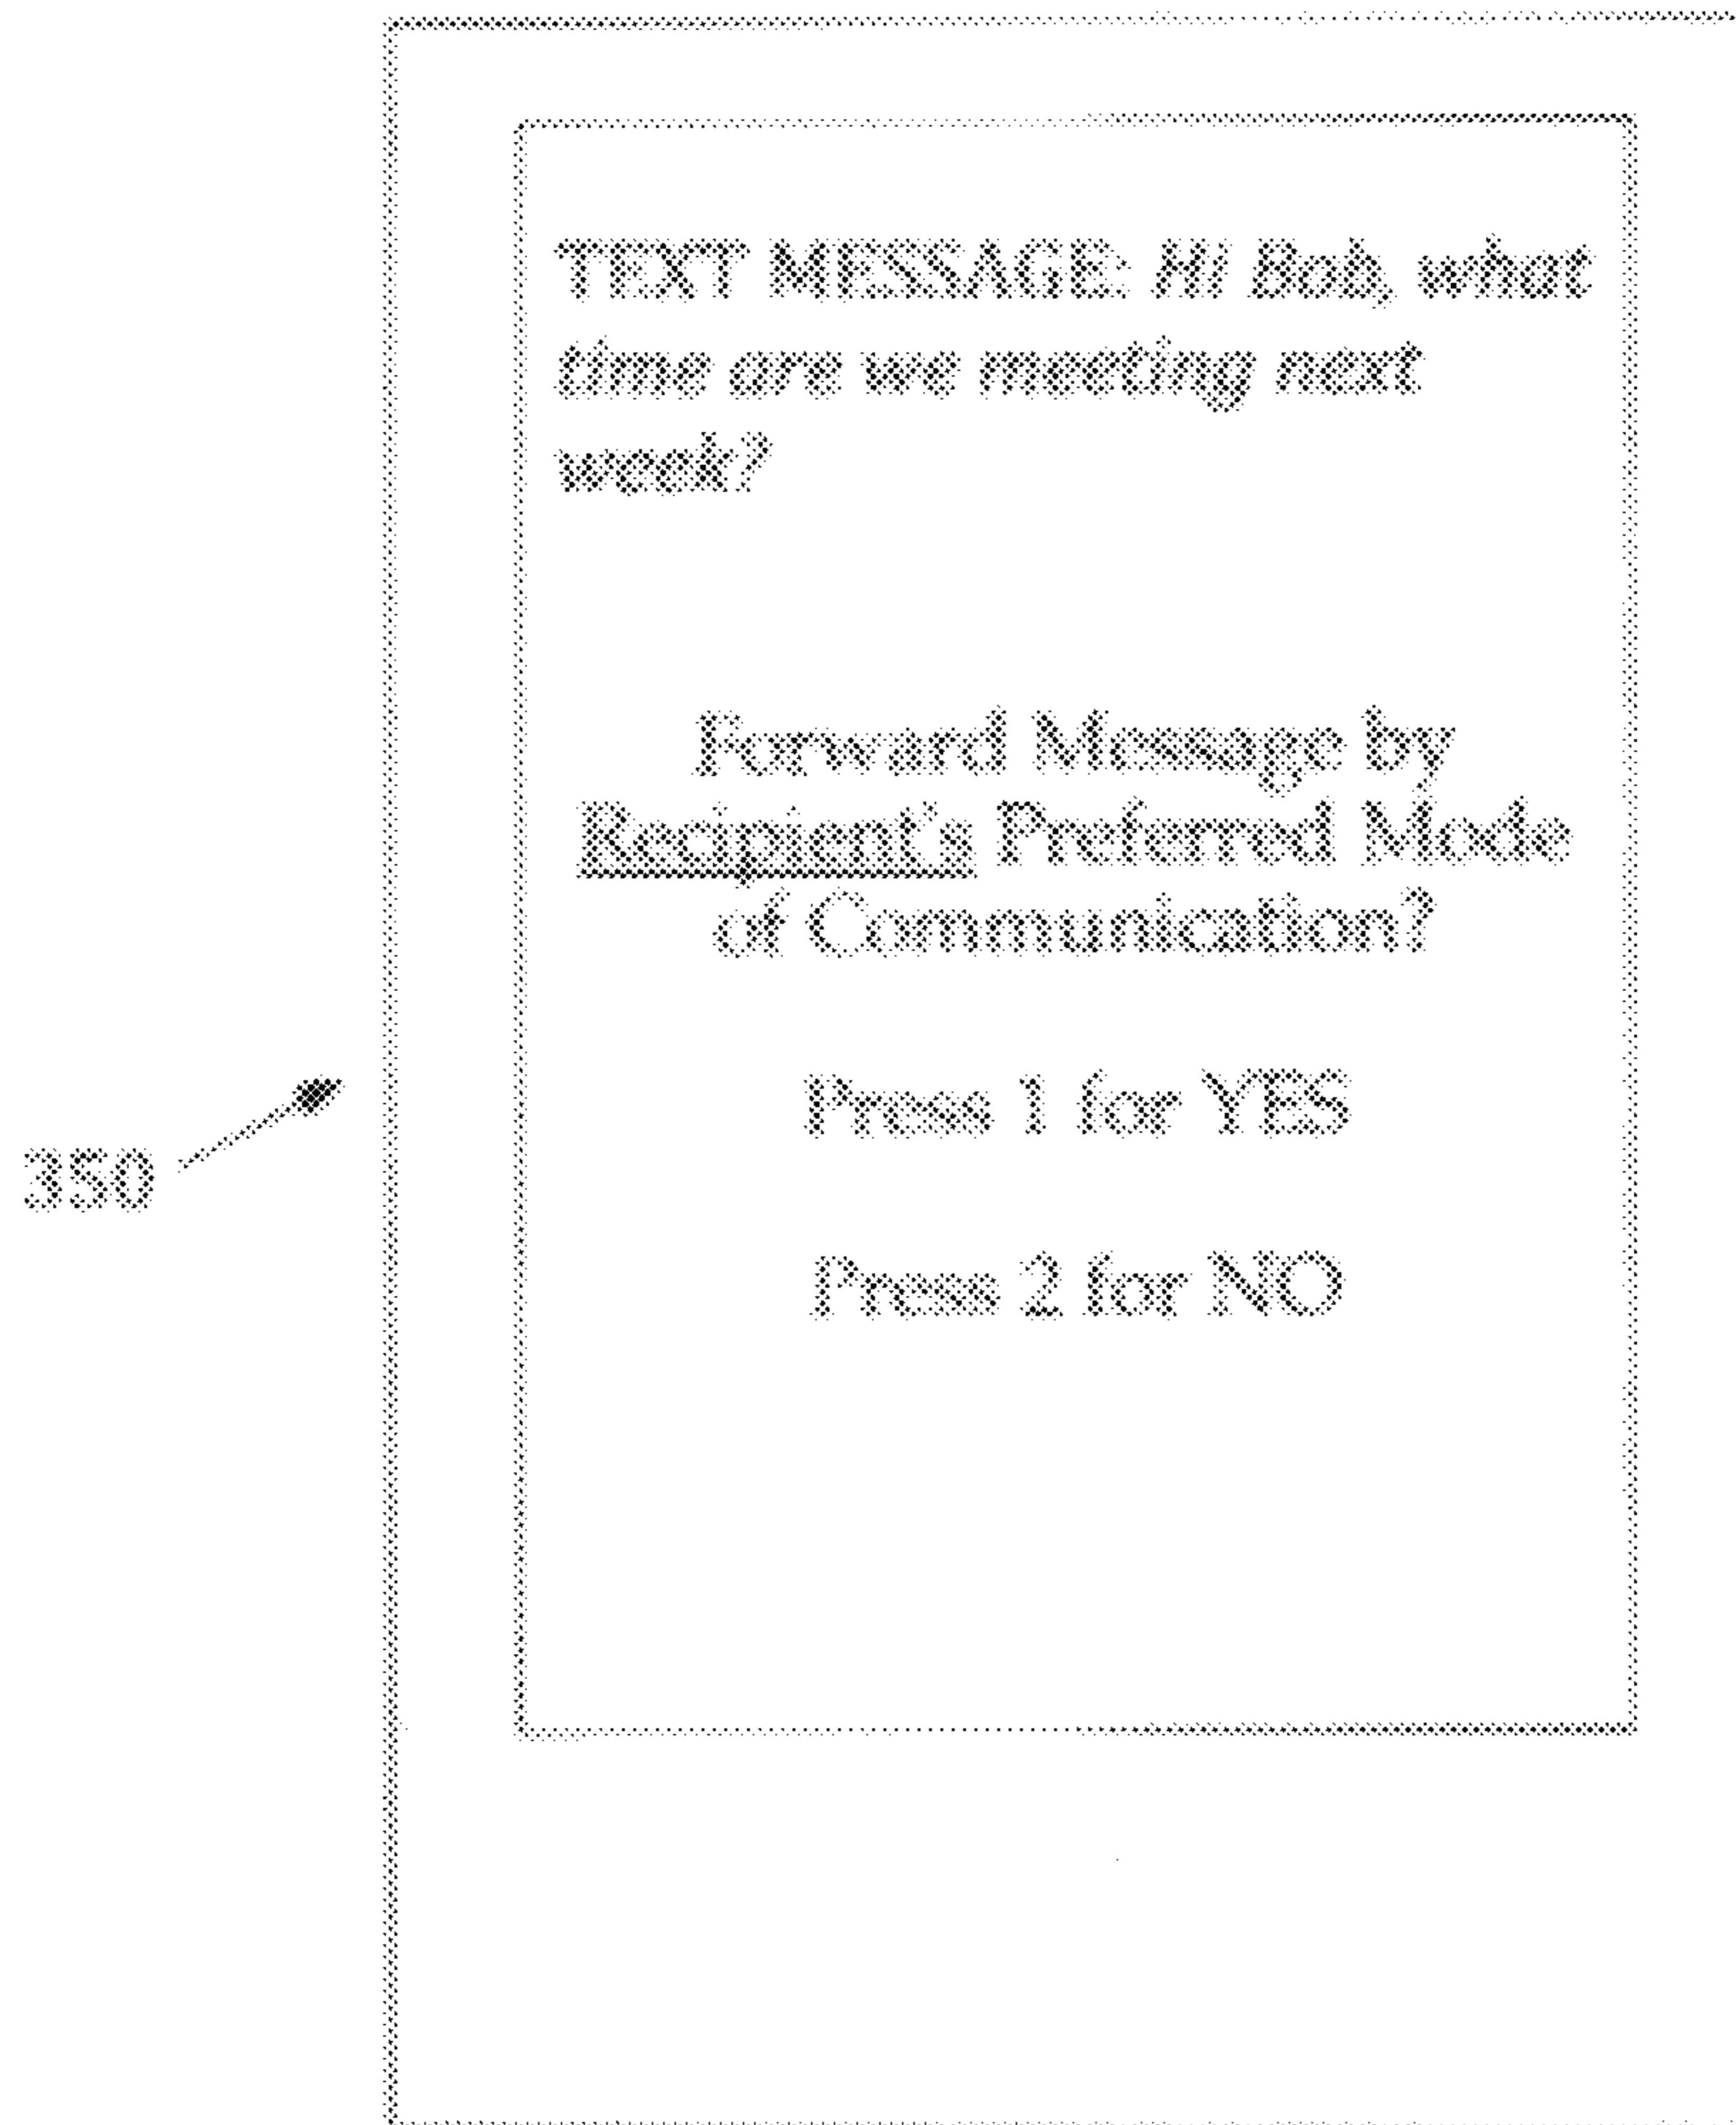 TEXT MESSAGE: Hi Bob, what
time are we meeting next
week?
Forward Message by
Recipient's Preferred Mode
of Communication?
Press 1 for YES
350
Press 2 for NO